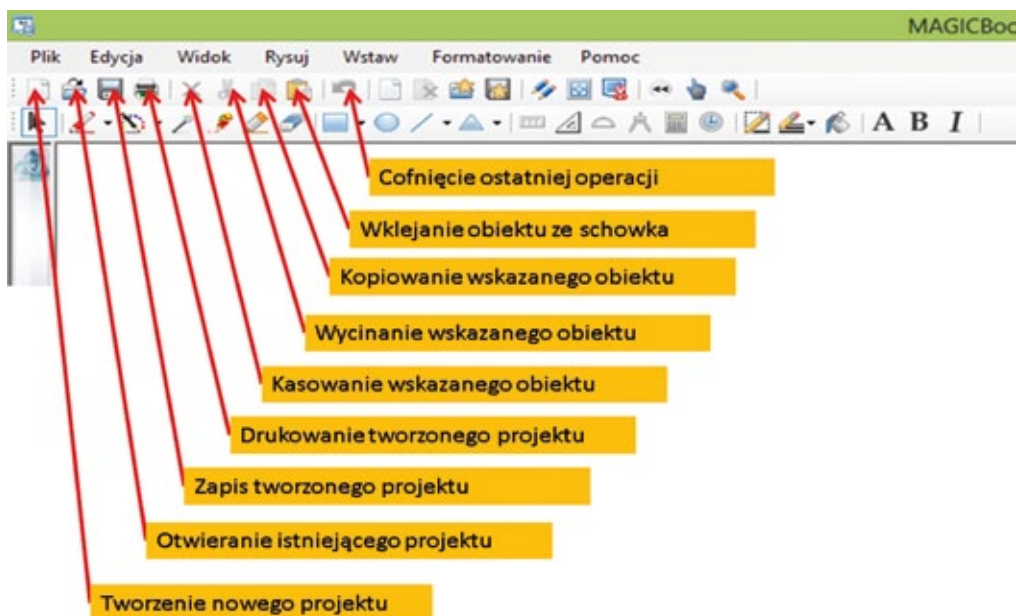 MAGICBoo
Plik Edycja Widok Rysuj Wstaw Formatowanie Pomoc
A B I
Cofnięcie ostatniej operacji
Wklejanie obiektu ze schowka
Kopiowanie wskazanego obiektu
Wycinanie wskazanego obiektu
Kasowanie wskazanego obiektu
Drukowanie tworzonego projektu
Zapis tworzonego projektu
Otwieranie istniejącego projektu
Tworzenie nowego projektu